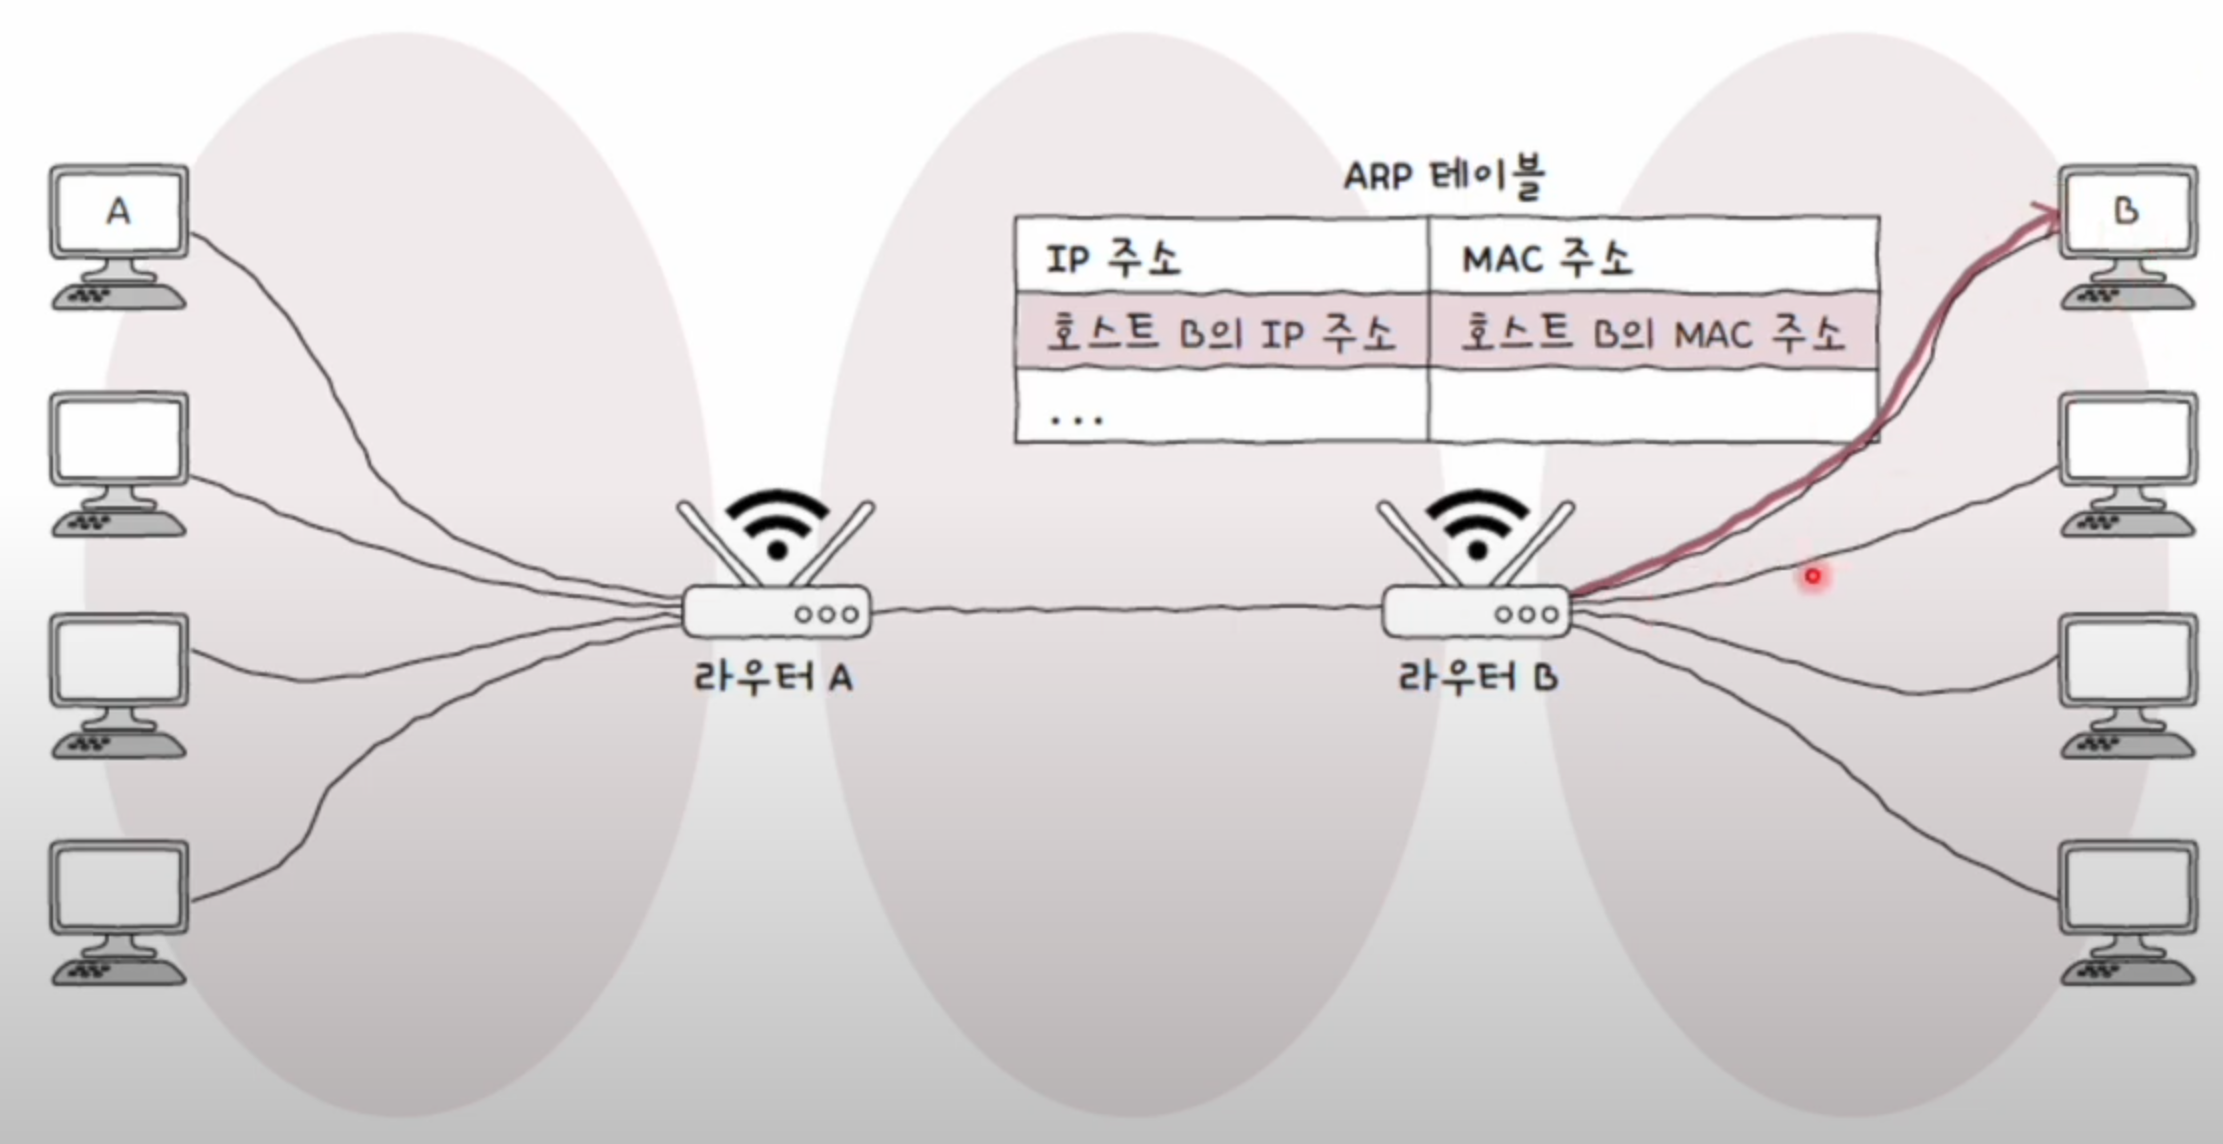 A
B
ARP 테이블
IP 주소 MAC 주소
호스트 B의 IP 주소 호스트 B의 MAC 주소
...
라우터 A
라우터 B